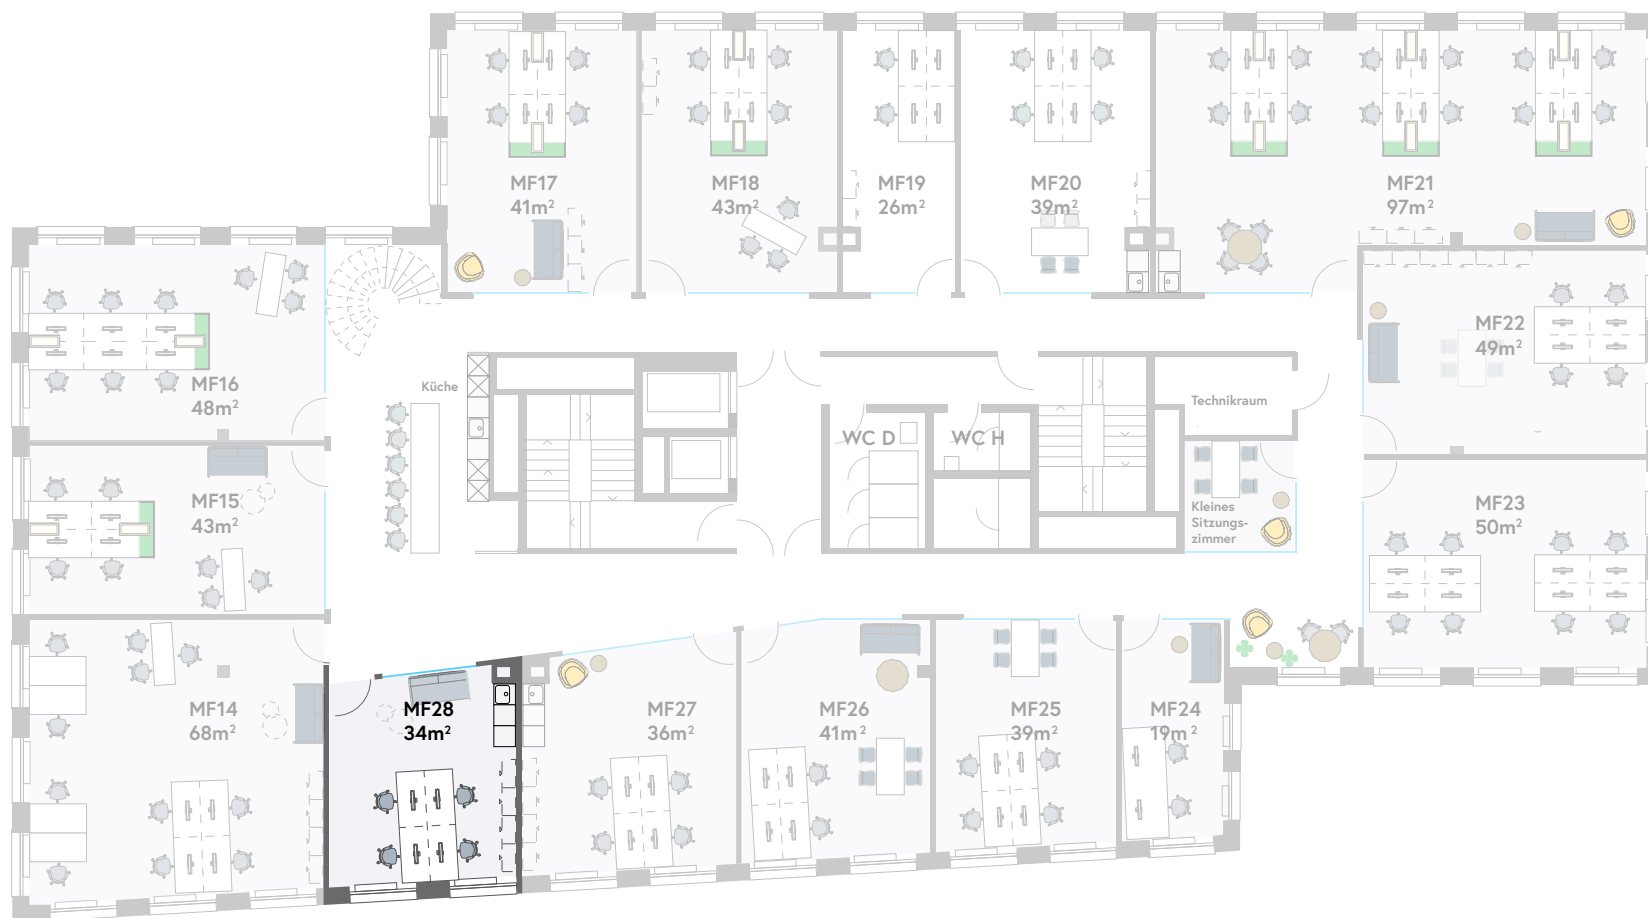 MF17
41m²
MF18
43m²
MF19
26m²
MF20
39m²
MF21
97m²
MF22
49m²
MF16
48m²
Küche
Technikraum
WC D
WC H
MF15
43m²
Kleines
Sitzungs-
zimmer
MF23
50m²
MF14
68m²
MF28
34m²
MF27
36m²
MF26
41m²
MF25
39m²
MF24
19m²